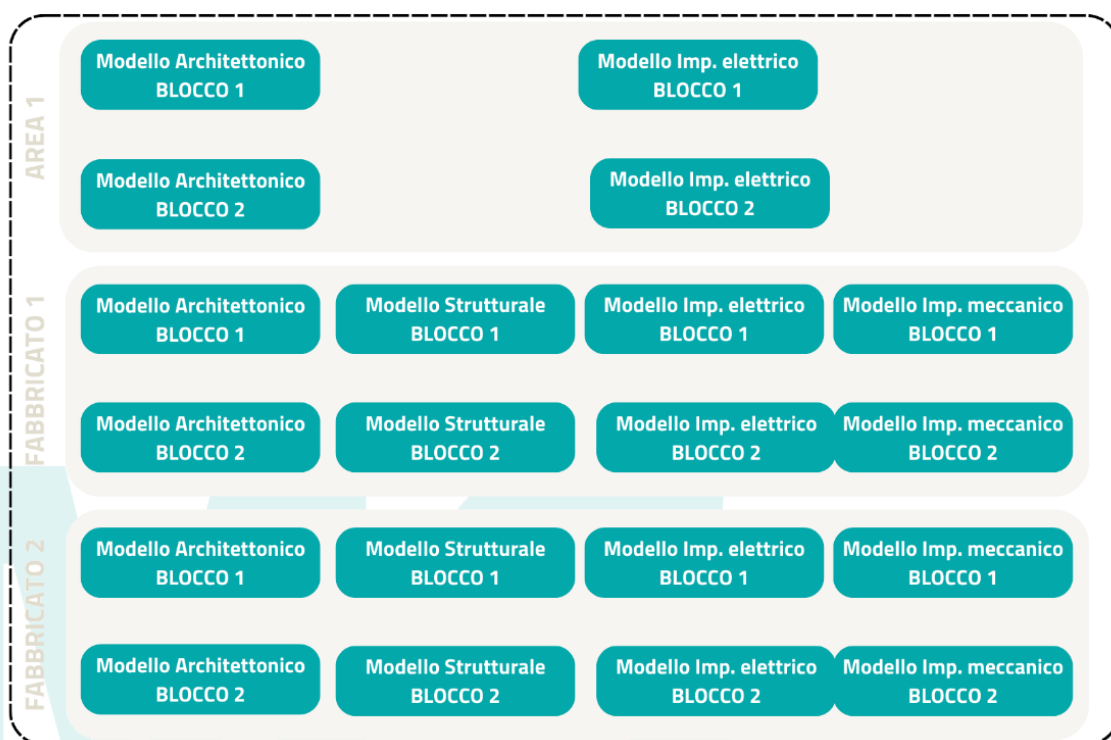 AREA 1
Modello Architettonico
BLOCCO 1
Modello Imp. elettrico
BLOCCO 1
Modello Architettonico
BLOCCO 2
Modello Imp. elettrico
BLOCCO 2
FABBRICATO 1
Modello Architettonico
BLOCCO 1
Modello Strutturale
BLOCCO 1
Modello Imp. elettrico
BLOCCO 1
Modello Imp. meccanico
BLOCCO 1
Modello Architettonico
BLOCCO 2
Modello Strutturale
BLOCCO 2
Modello Imp. elettrico
BLOCCO 2
Modello Imp. meccanico
BLOCCO 2
FABBRICATO 2
Modello Architettonico
BLOCCO 1
Modello Strutturale
BLOCCO 1
Modello Imp. elettrico
BLOCCO 1
Modello Imp. meccanico
BLOCCO 1
Modello Architettonico
BLOCCO 2
Modello Strutturale
BLOCCO 2
Modello Imp. elettrico
BLOCCO 2
Modello Imp. meccanico
BLOCCO 2